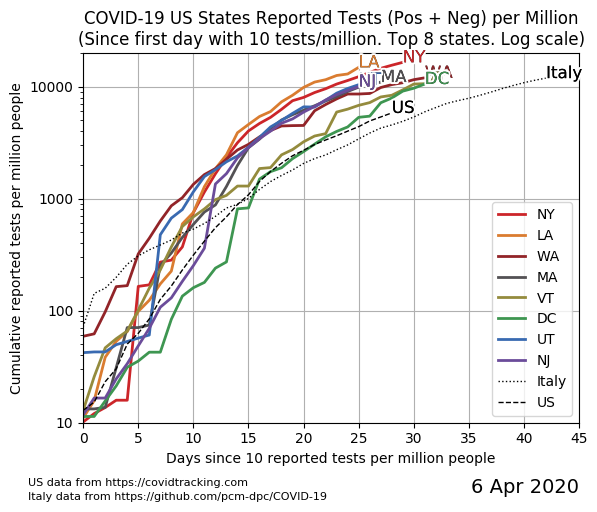 COVID-19 US States Reported Tests (Pos + Neg) per Million
(Since first day with 10 tests/million. Top 8 states. Log scale)
Cumulative reported tests per million people
10000
1000
100
10
LA
NY
NJ
MA
WA
DC
Italy
US
NY
LA
WA
MA
VT
DC
UT
NJ
Italy
US
0 5 10 15 20 25 30 35 40 45
Days since 10 reported tests per million people
US data from https://covidtracking.com
Italy data from https://github.com/pcm-dpc/COVID-19
6 Apr 2020